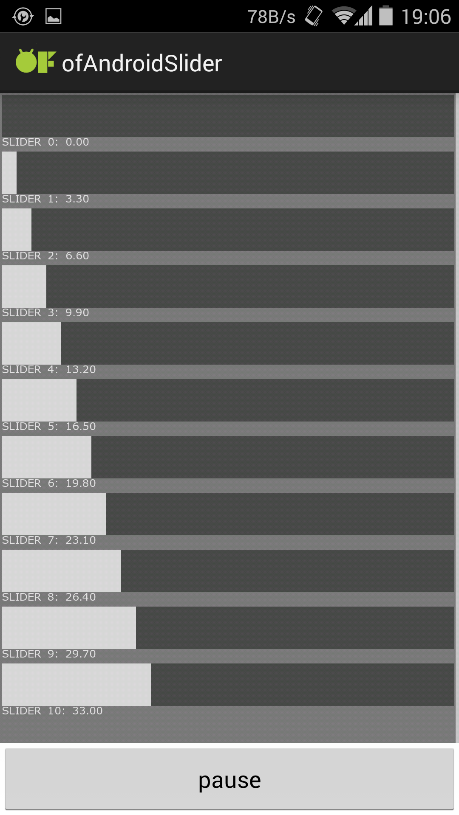 78B/s 19:06
ofAndroidSlider
SLIDER 0: 0.00
SLIDER 1: 3.30
SLIDER 2: 6.60
SLIDER 3: 9.90
SLIDER 4: 13.20
SLIDER 5: 16.50
SLIDER 6: 19.80
SLIDER 7: 23.10
SLIDER 8: 26.40
SLIDER 9: 29.70
SLIDER 10: 33.00
pause